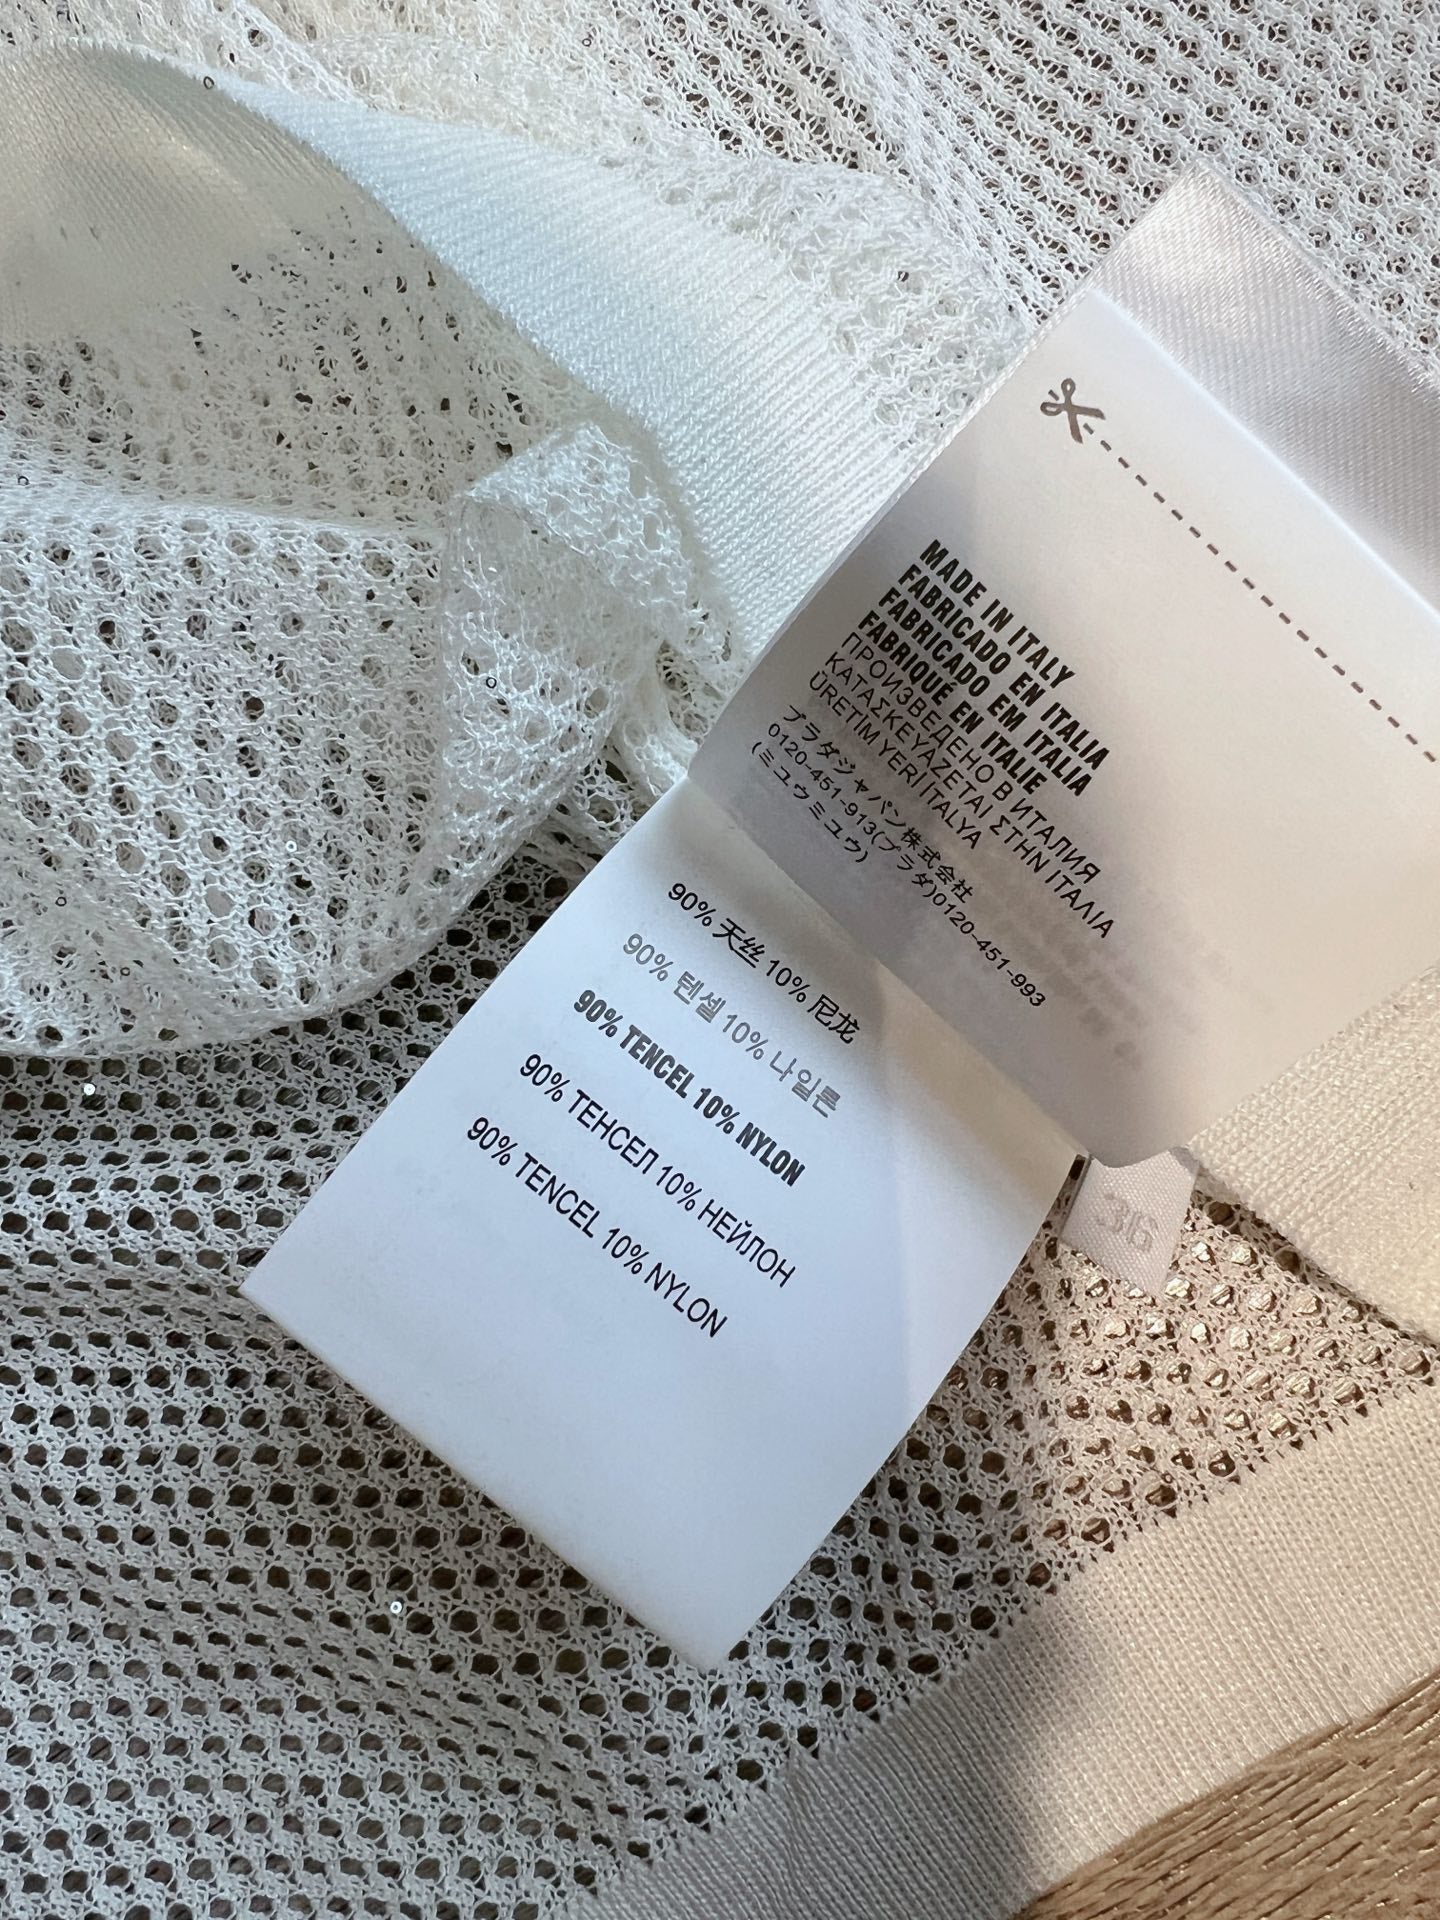 MADE IN ITALY
FABRICADO EN ITALIA
FABRICADO EM ITALIA
FABRIQUÉ EN ITALIE
ПРОИЗВЕДЕНО В ИТАЛИЯ
ΚΑΤΑΣΚΕΥΑΖΕΤΑΙ ΣΤΗΝ ΙΤΑΛΙΑ
ÜRETİM YERİ İTALYA
プラダジャパン株式会社
0120-451-913(プラダ)0120-451-993
(ミュウミュウ)
90% 天丝 10% 尼龙
90% 텐셀 10% 나일론
90% TENCEL 10% NYLON
90% ТЕНСЕЛ 10% НЕЙЛОН
90% TENCEL 10% NYLON